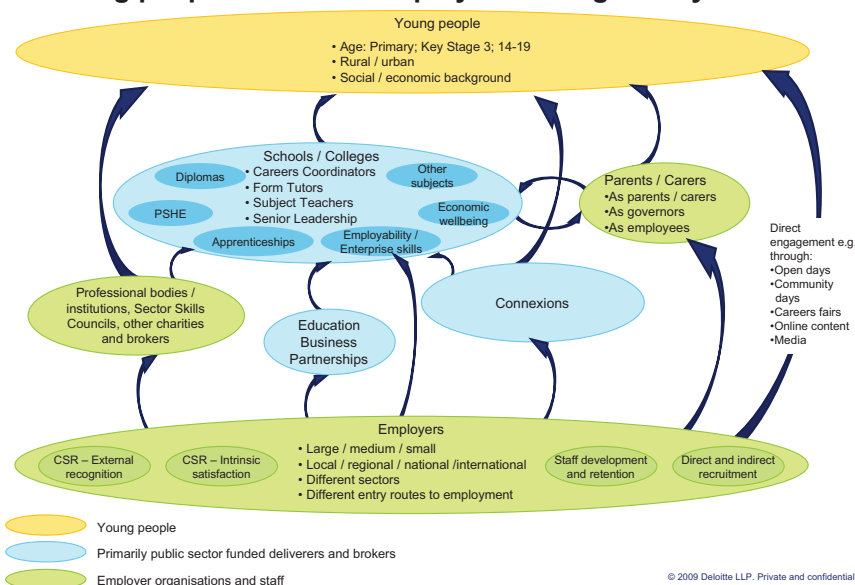 Young people
• Age: Primary; Key Stage 3; 14-19
• Rural / urban
• Social / economic background
Schools / Colleges
• Careers Coordinators
• Form Tutors
• Subject Teachers
• Senior Leadership
Diplomas
Other
subjects
PSHE
Economic
wellbeing
Apprenticeships
Employability /
Enterprise skills
Parents / Carers
•As parents / carers
•As governors
•As employees
Direct
engagement e.g
through:
•Open days
•Community
days
•Careers fairs
•Online content
•Media
Professional bodies /
institutions, Sector Skills
Councils, other charities
and brokers
Education
Business
Partnerships
Connexions
Employers
• Large / medium / small
• Local / regional / national /international
• Different sectors
• Different entry routes to employment
CSR – External
recognition
CSR – Intrinsic
satisfaction
Staff development
and retention
Direct and indirect
recruitment
Young people
Primarily public sector funded deliverers and brokers
Employer organisations and staff
© 2009 Deloitte LLP. Private and confidential